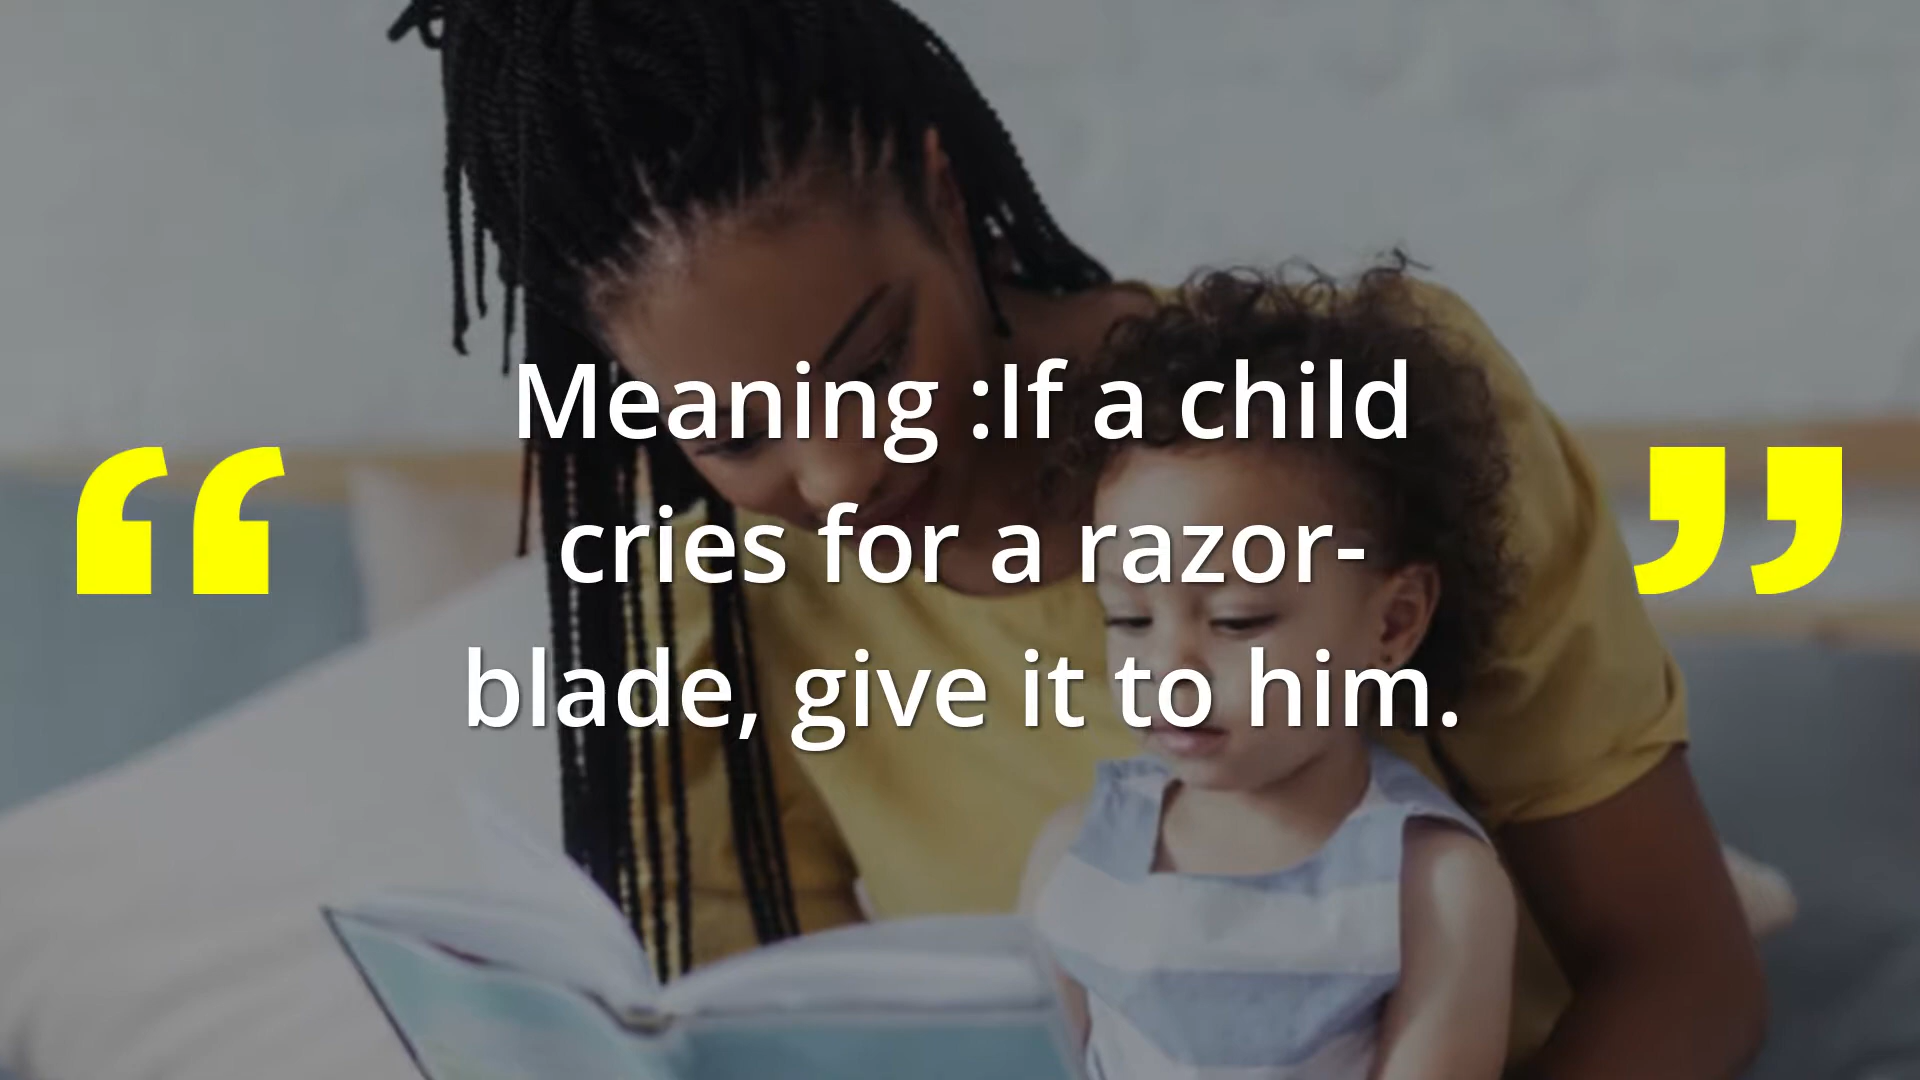 Meaning :If a child
cries for a razor-
blade, give it to him.